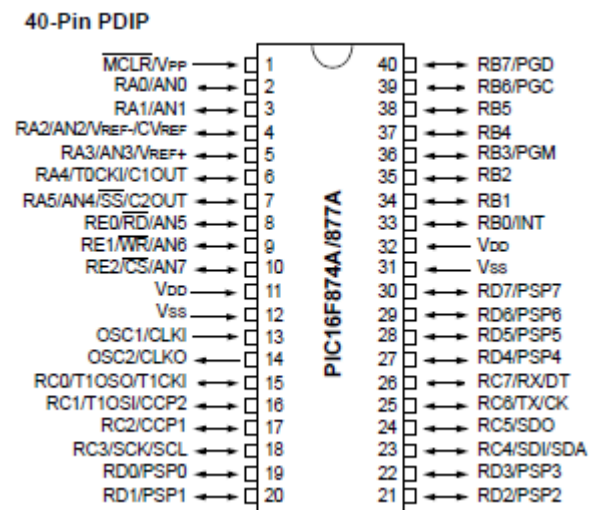 40-Pin PDIP
MCLR/VPP 1 40 RB7/PGD
RA0/AN0 2 39 RB6/PGC
RA1/AN1 3 38 RB5
RA2/AN2/VREF-/CVREF 4 37 RB4
RA3/AN3/VREF+ 5 36 RB3/PGM
RA4/T0CKI/C1OUT 6 35 RB2
RA5/AN4/SS/C2OUT 7 34 RB1
RE0/RD/AN5 8 33 RB0/INT
RE1/WR/AN6 9 32 VDD
RE2/CS/AN7 10 31 VSS
VDD 11 30 RD7/PSP7
VSS 12 29 RD6/PSP6
OSC1/CLKI 13 28 RD5/PSP5
OSC2/CLKO 14 27 RD4/PSP4
RC0/T1OSO/T1CKI 15 26 RC7/RX/DT
RC1/T1OSI/CCP2 16 25 RC6/TX/CK
RC2/CCP1 17 24 RC5/SDO
RC3/SCK/SCL 18 23 RC4/SDI/SDA
RD0/PSP0 19 22 RD3/PSP3
RD1/PSP1 20 21 RD2/PSP2
PIC16F874A/877A